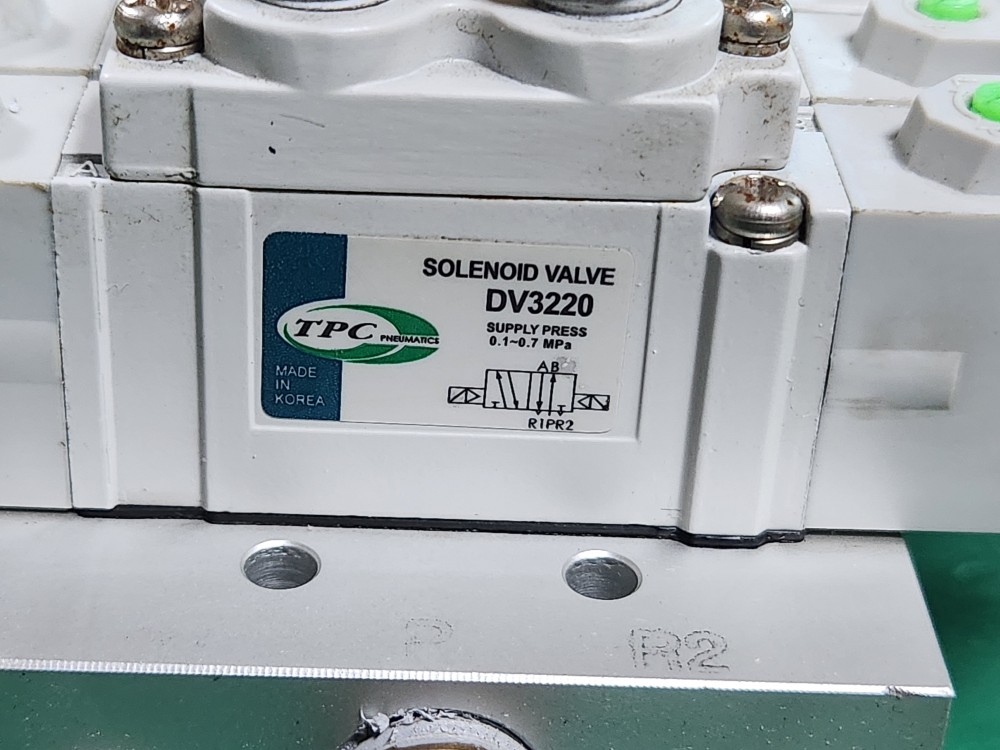 SOLENOID VALVE
DV3220
SUPPLY PRESS
0.1~0.7 MPa
TPC PNEUMATICS
MADE
IN
KOREA
AB
R1PR2
P R2